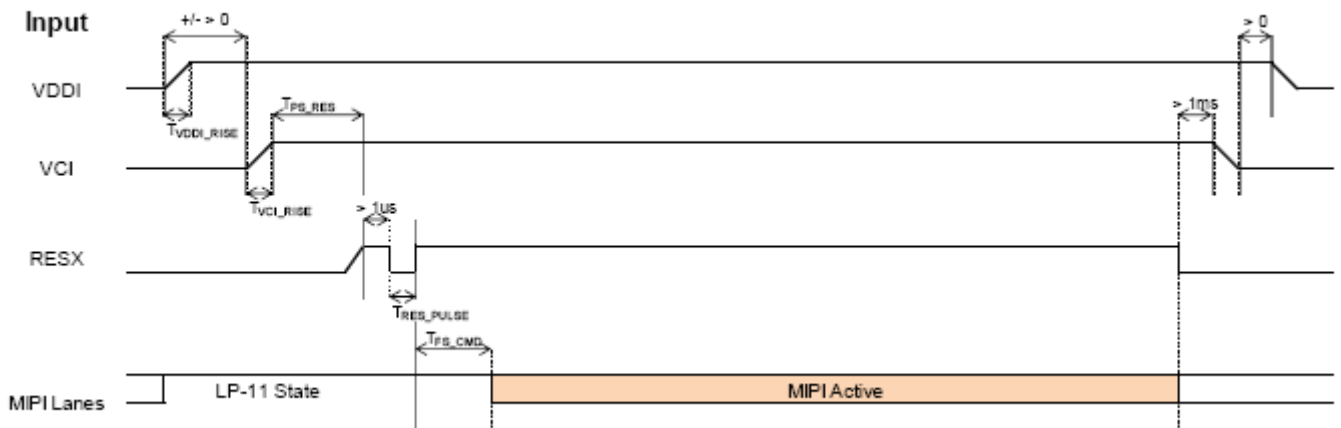 Input
+/- > 0
> 0
VDDI
TVDDI_RISE
TPS_RES
> 1ms
VCI
TVCI_RISE
> 1us
RESX
TRES_PULSE
TFS_CMD
MIPI Lanes
LP-11 State
MIPI Active